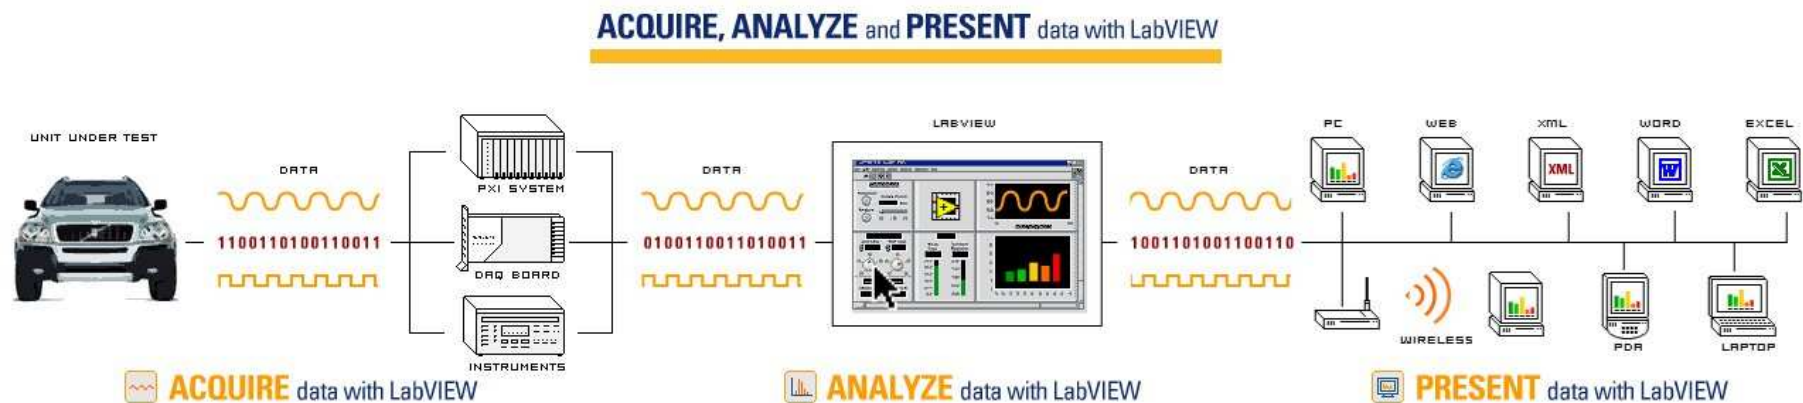 ACQUIRE, ANALYZE and PRESENT data with LabVIEW
UNIT UNDER TEST
DATA
1100110100110011
PXI SYSTEM
DAQ BOARD
INSTRUMENTS
DATA
0100110011010011
LABVIEW
DATA
1001101001100110
PC
WEB
XML
WORD
EXCEL
XML
W
X
WIRELESS
PDA
LAPTOP
ACQUIRE data with LabVIEW
ANALYZE data with LabVIEW
PRESENT data with LabVIEW